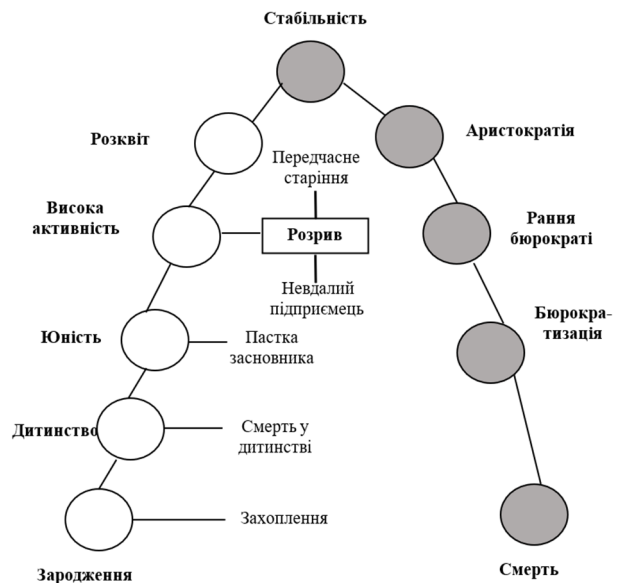 Стабільність
Розквіт
Передчасне
старіння
Аристократія
Висока
активність
Розрив
Рання
бюрократі
Невдалий
підприємець
Юність
Пастка
засновника
Бюрокра-
тизація
Дитинство
Смерть у
дитинстві
Захоплення
Зародження
Смерть